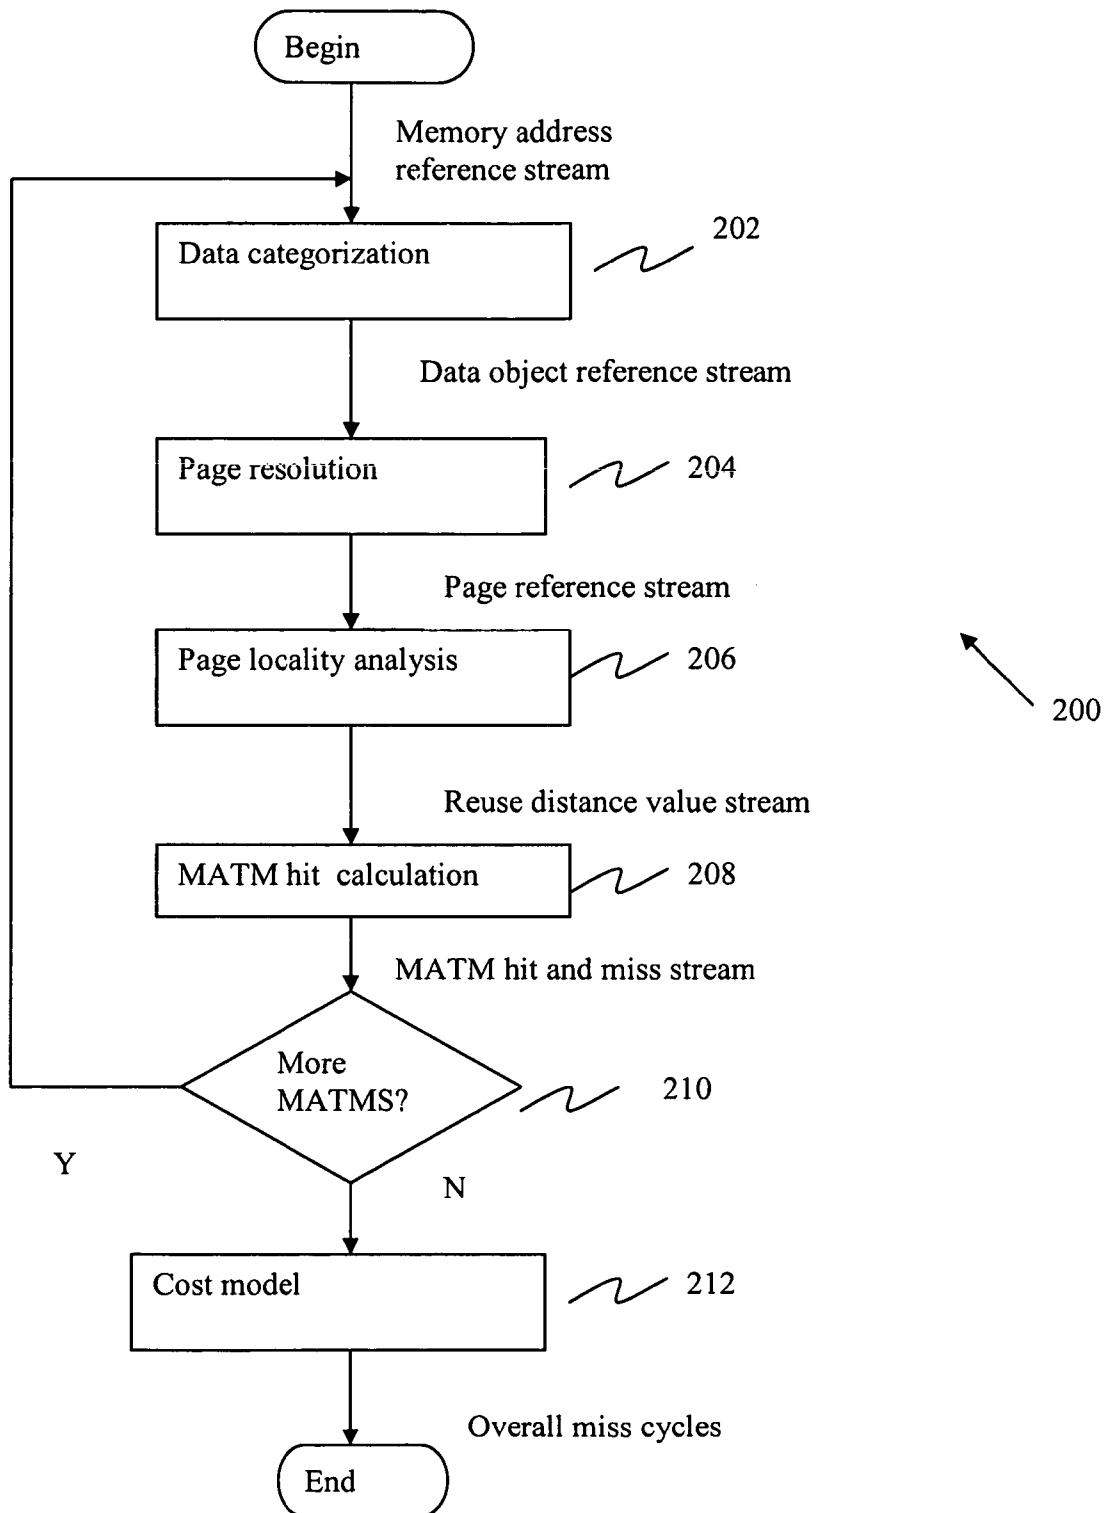 Begin
Memory address
reference stream
202
Data categorization
Data object reference stream
Page resolution
204
Page reference stream
Page locality analysis
206
200
Reuse distance value stream
MATM hit calculation
208
MATM hit and miss stream
More
MATMS?
210
Y
N
Cost model
212
Overall miss cycles
End